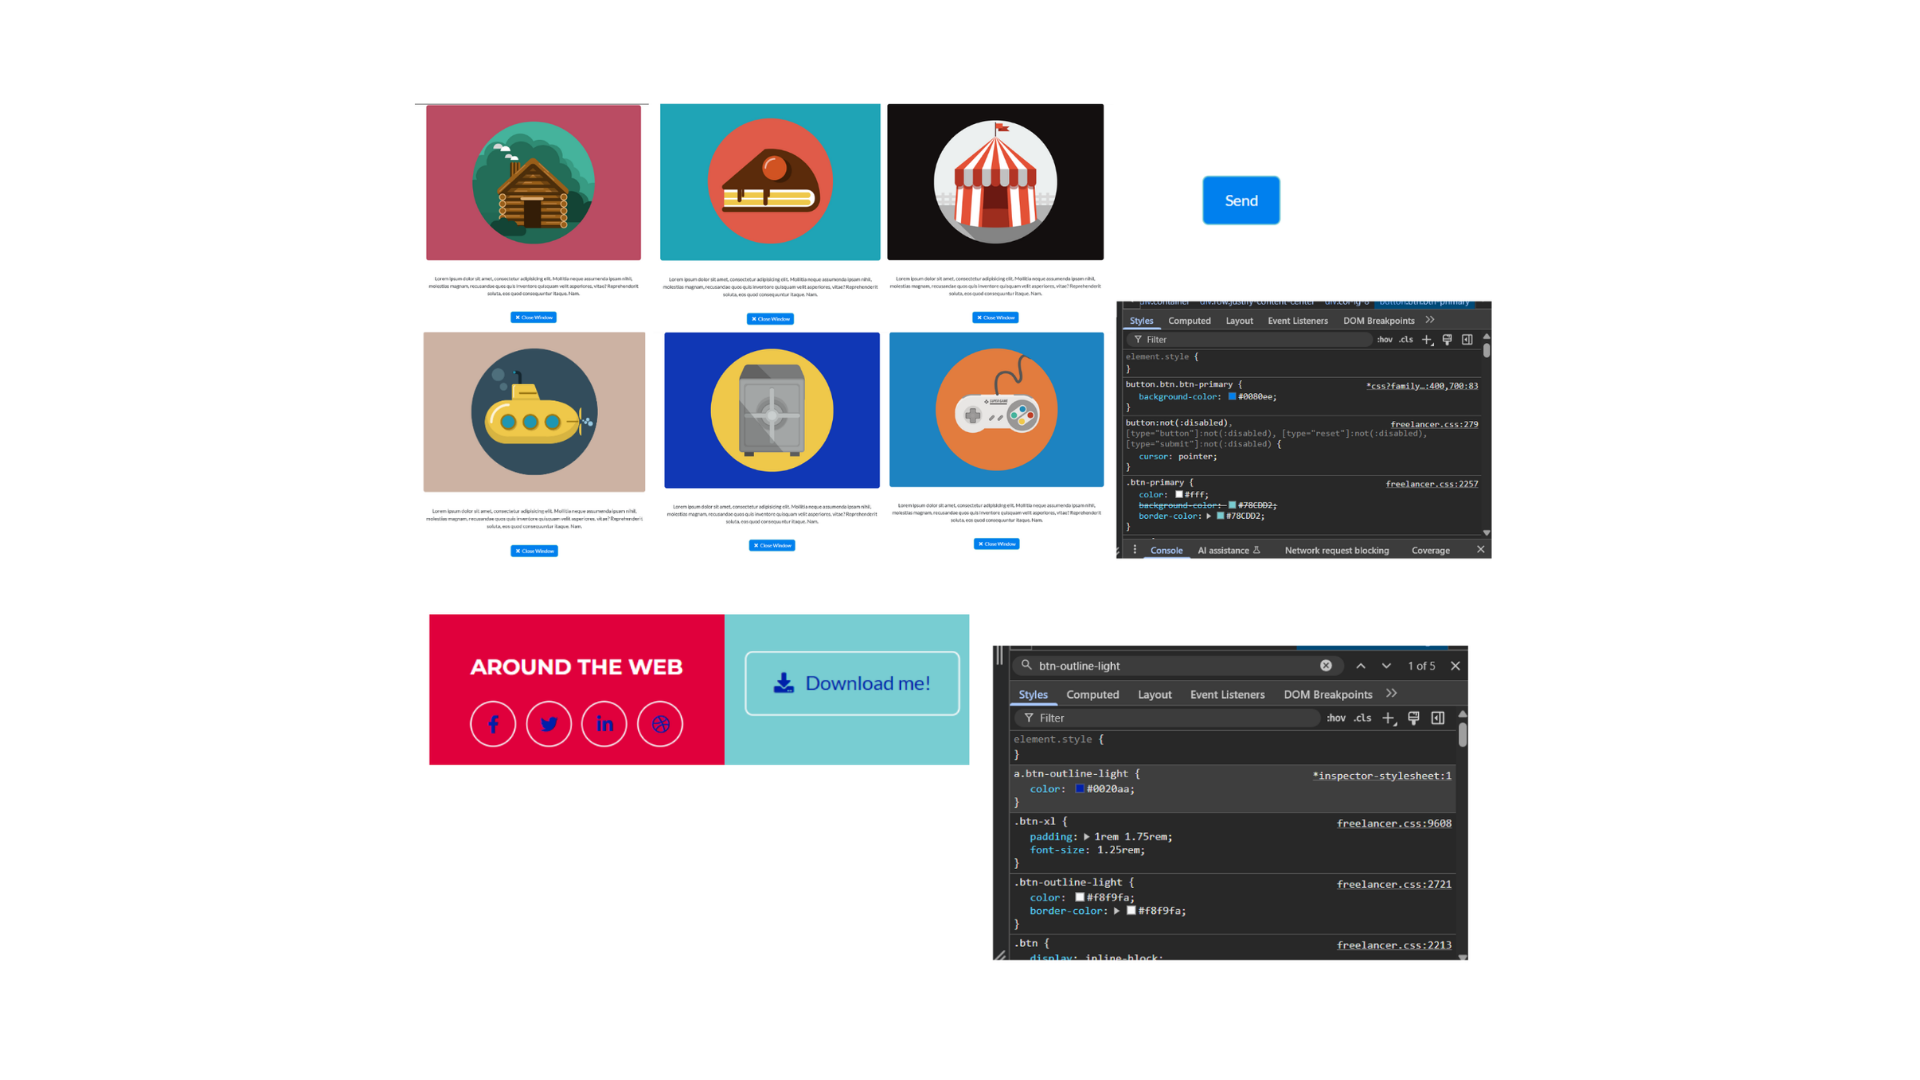 Lorem ipsum dolor sit amet, consectetur adipisicing elit. Mollitia neque assumenda ipsam nihil,
molestias magnam, recusandae quos quis inventore quisquam velit asperiores, vitae? Reprehenderit
soluta, eos quod consequuntur itaque. Nam.
✖ Close Window
Lorem ipsum dolor sit amet, consectetur adipisicing elit. Mollitia neque assumenda ipsam nihil,
molestias magnam, recusandae quos quis inventore quisquam velit asperiores, vitae? Reprehenderit
soluta, eos quod consequuntur itaque. Nam.
✖ Close Window
Lorem ipsum dolor sit amet, consectetur adipisicing elit. Mollitia neque assumenda ipsam nihil,
molestias magnam, recusandae quos quis inventore quisquam velit asperiores, vitae? Reprehenderit
soluta, eos quod consequuntur itaque. Nam.
✖ Close Window
Send
Lorem ipsum dolor sit amet, consectetur adipisicing elit. Mollitia neque assumenda ipsam nihil,
molestias magnam, recusandae quos quis inventore quisquam velit asperiores, vitae? Reprehenderit
soluta, eos quod consequuntur itaque. Nam.
✖ Close Window
Lorem ipsum dolor sit amet, consectetur adipisicing elit. Mollitia neque assumenda ipsam nihil,
molestias magnam, recusandae quos quis inventore quisquam velit asperiores, vitae? Reprehenderit
soluta, eos quod consequuntur itaque. Nam.
✖ Close Window
Lorem ipsum dolor sit amet, consectetur adipisicing elit. Mollitia neque assumenda ipsam nihil,
molestias magnam, recusandae quos quis inventore quisquam velit asperiores, vitae? Reprehenderit
soluta, eos quod consequuntur itaque. Nam.
✖ Close Window
Styles Computed Layout Event Listeners DOM Breakpoints >>
Filter :hov .cls
element.style {
}
button.btn.btn-primary { *css?family…:400,700:83
background-color: #0080ee;
}
button:not(:disabled), freelancer.css:279
[type="button"]:not(:disabled), [type="reset"]:not(:disabled),
[type="submit"]:not(:disabled) {
cursor: pointer;
}
.btn-primary { freelancer.css:2257
color: #fff;
background-color: #78CDD2;
border-color: #78CDD2;
}
Console AI assistance Network request blocking Coverage
AROUND THE WEB
Download me!
btn-outline-light 1 of 5
Styles Computed Layout Event Listeners DOM Breakpoints >>
Filter :hov .cls
element.style {
}
a.btn-outline-light { *inspector-stylesheet:1
color: #0020aa;
}
.btn-xl { freelancer.css:9608
padding: 1rem 1.75rem;
font-size: 1.25rem;
}
.btn-outline-light { freelancer.css:2721
color: #f8f9fa;
border-color: #f8f9fa;
}
.btn { freelancer.css:2213
display: inline-block;